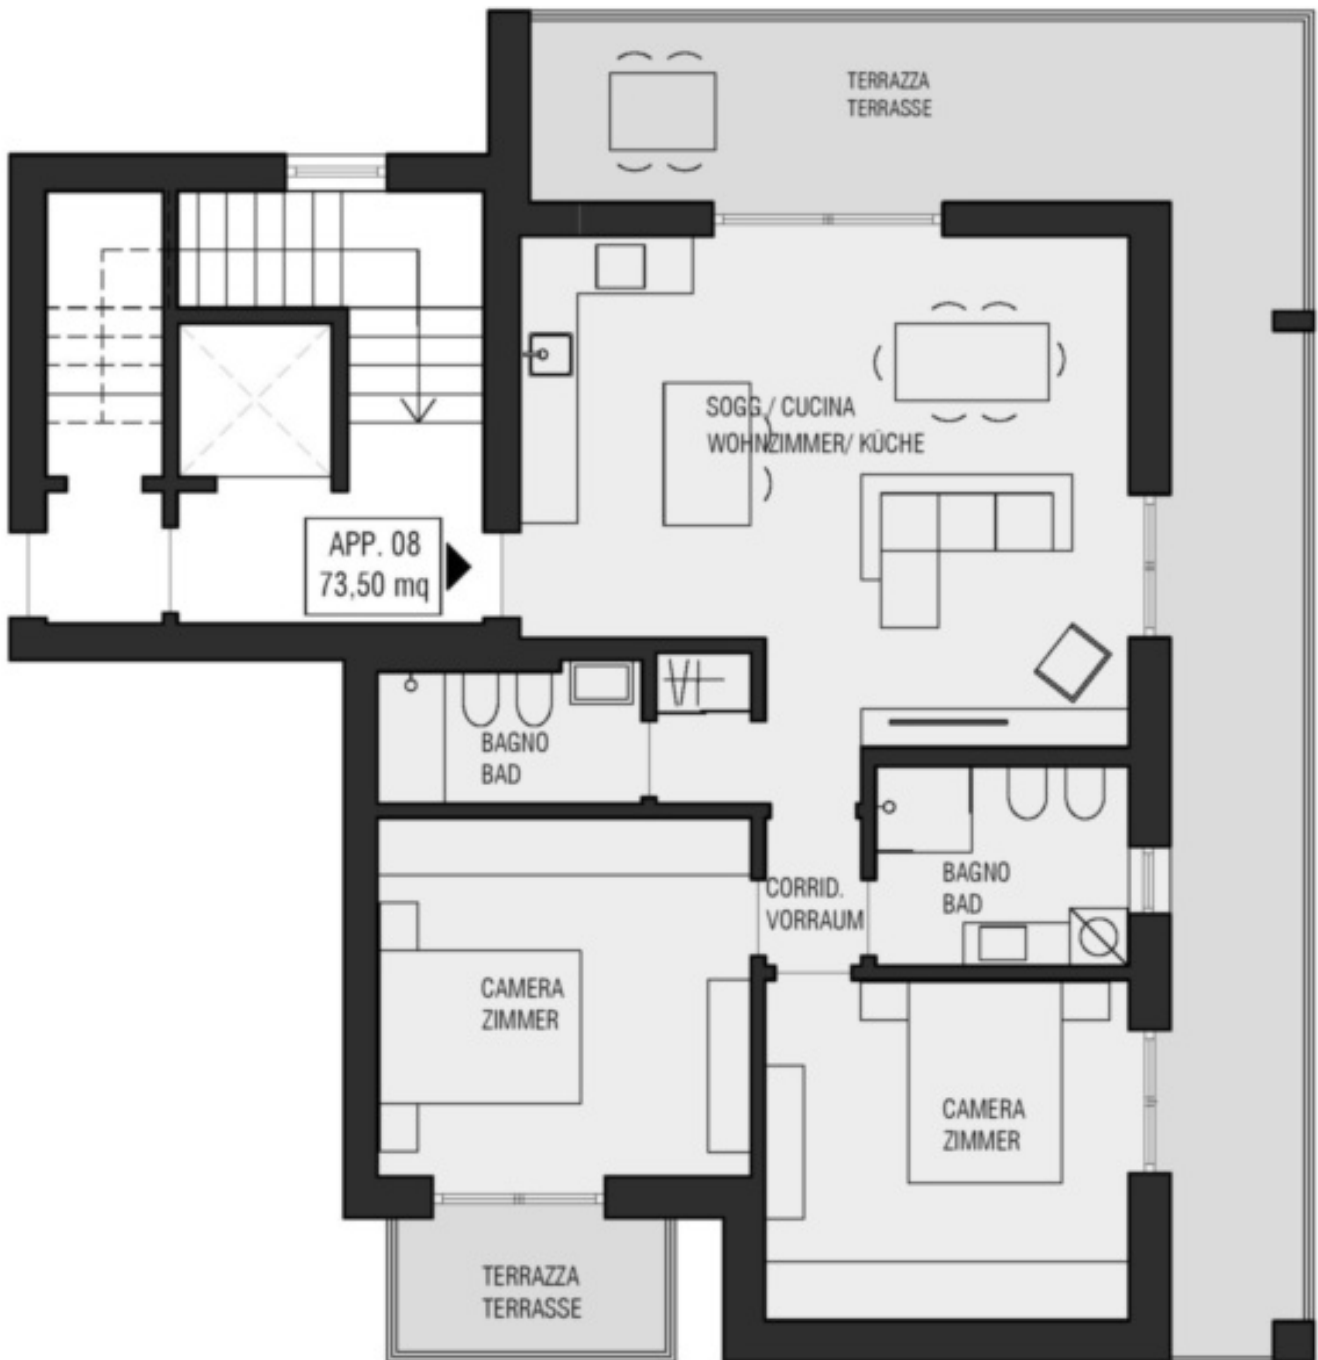 TERRAZZA
TERRASSE
SOGG./ CUCINA
WOHNZIMMER/ KÜCHE
APP. 08
73,50 mq
BAGNO
BAD
CORRID.
VORRAUM
BAGNO
BAD
CAMERA
ZIMMER
CAMERA
ZIMMER
TERRAZZA
TERRASSE